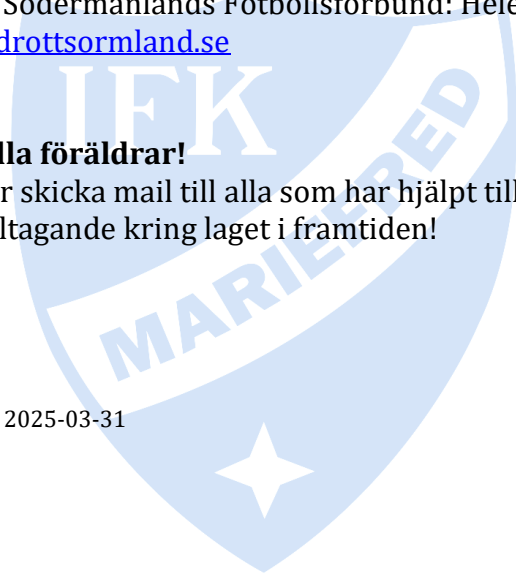 Södermanlands Fotbollsförbund: Hele
drottsormland.se
IFK
lla föräldrar!
r skicka mail till alla som har hjälpt till
ltagande kring laget i framtiden!
MARIEFRED
2025-03-31